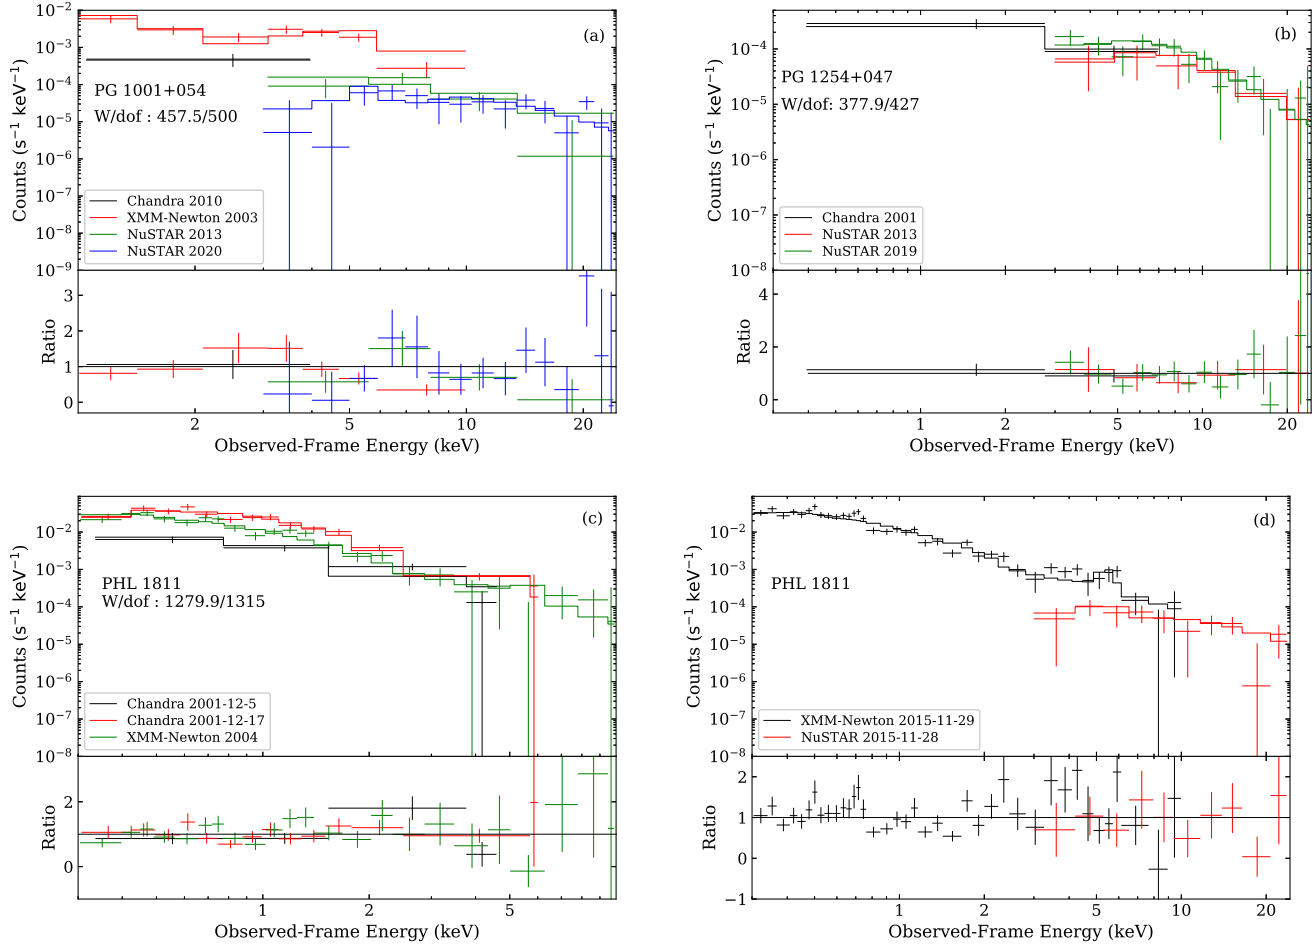 (a)
PG 1001+054
W/dof : 457.5/500
Chandra 2010
XMM-Newton 2003
NuSTAR 2013
NuSTAR 2020
Counts (s⁻¹ keV⁻¹)
10⁻²
10⁻³
10⁻⁴
10⁻⁵
10⁻⁶
10⁻⁷
10⁻⁸
10⁻⁹
Ratio
3
2
1
0
2 5 10 20
Observed-Frame Energy (keV)
(b)
PG 1254+047
W/dof: 377.9/427
Chandra 2001
NuSTAR 2013
NuSTAR 2019
Counts (s⁻¹ keV⁻¹)
10⁻⁴
10⁻⁵
10⁻⁶
10⁻⁷
10⁻⁸
Ratio
4
2
0
1 2 5 10 20
Observed-Frame Energy (keV)
(c)
PHL 1811
W/dof : 1279.9/1315
Chandra 2001-12-5
Chandra 2001-12-17
XMM-Newton 2004
Counts (s⁻¹ keV⁻¹)
10⁻²
10⁻³
10⁻⁴
10⁻⁵
10⁻⁶
10⁻⁷
10⁻⁸
Ratio
2
0
1 2 5
Observed-Frame Energy (keV)
(d)
PHL 1811
XMM-Newton 2015-11-29
NuSTAR 2015-11-28
Counts (s⁻¹ keV⁻¹)
10⁻²
10⁻³
10⁻⁴
10⁻⁵
10⁻⁶
10⁻⁷
10⁻⁸
Ratio
2
1
0
−1
1 2 5 10 20
Observed-Frame Energy (keV)